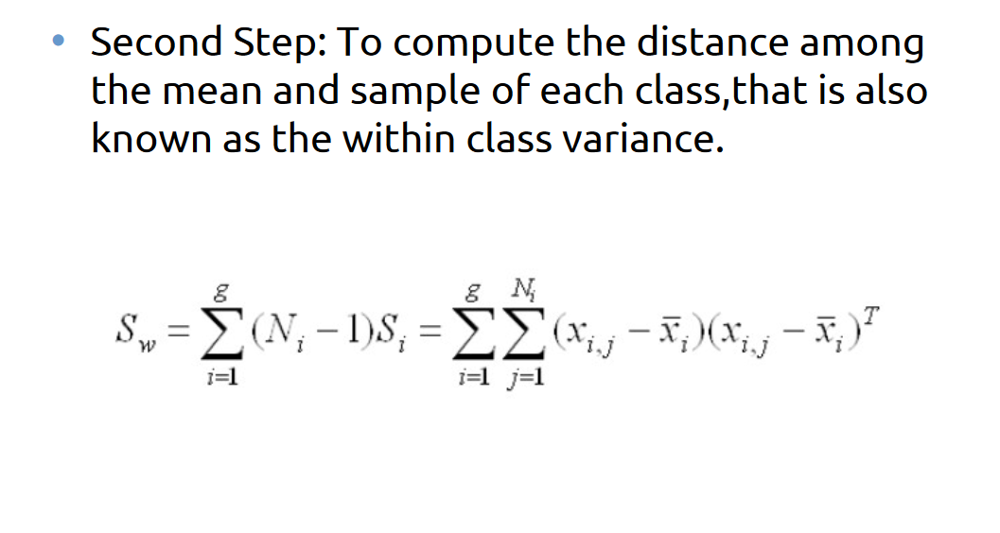 • Second Step: To compute the distance among
the mean and sample of each class,that is also
known as the within class variance.
$S_w = \sum_{i=1}^{g} (N_i - 1)S_i = \sum_{i=1}^{g} \sum_{j=1}^{N_i} (x_{i,j} - \bar{x}_i)(x_{i,j} - \bar{x}_i)^T$